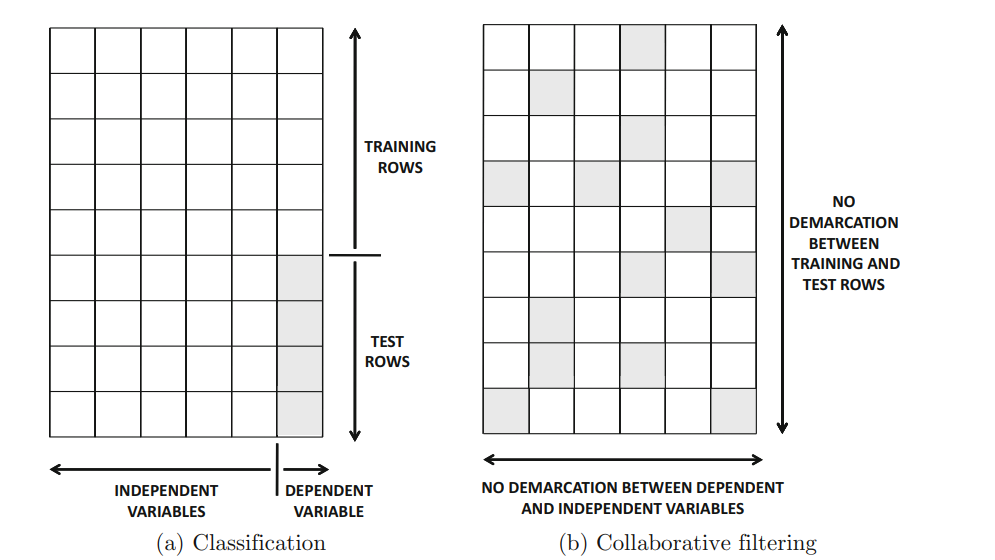 TRAINING
ROWS
TEST
ROWS
INDEPENDENT
VARIABLES
DEPENDENT
VARIABLE
(a) Classification
NO
DEMARCATION
BETWEEN
TRAINING AND
TEST ROWS
NO DEMARCATION BETWEEN DEPENDENT
AND INDEPENDENT VARIABLES
(b) Collaborative filtering